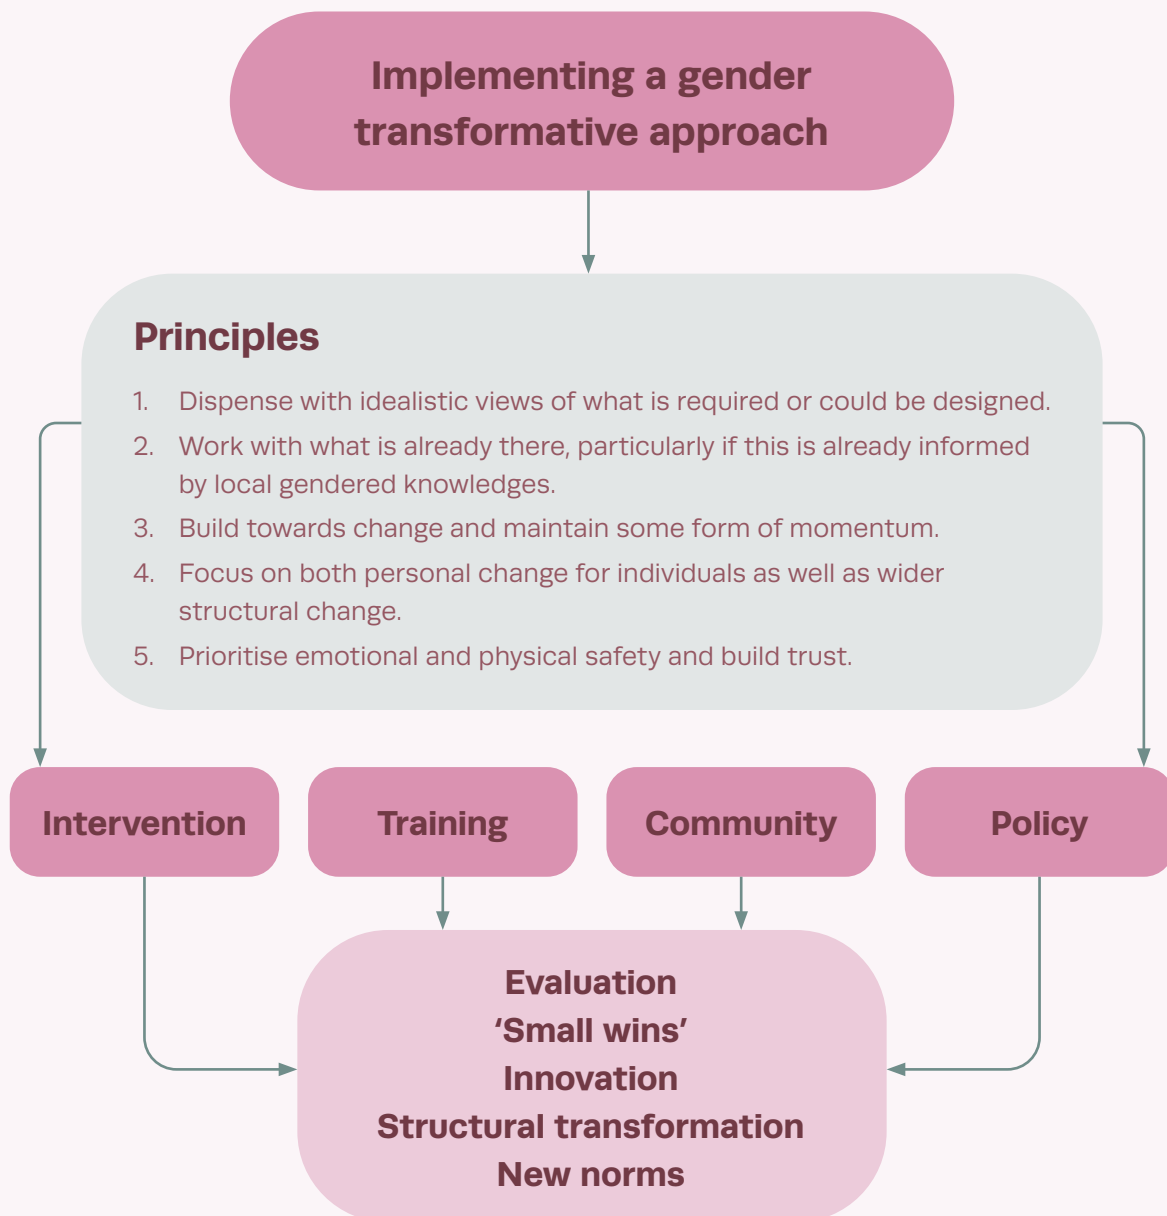 Implementing a gender
transformative approach
Principles
1. Dispense with idealistic views of what is required or could be designed.
2. Work with what is already there, particularly if this is already informed
by local gendered knowledges.
3. Build towards change and maintain some form of momentum.
4. Focus on both personal change for individuals as well as wider
structural change.
5. Prioritise emotional and physical safety and build trust.
Intervention
Training
Community
Policy
Evaluation
‘Small wins’
Innovation
Structural transformation
New norms